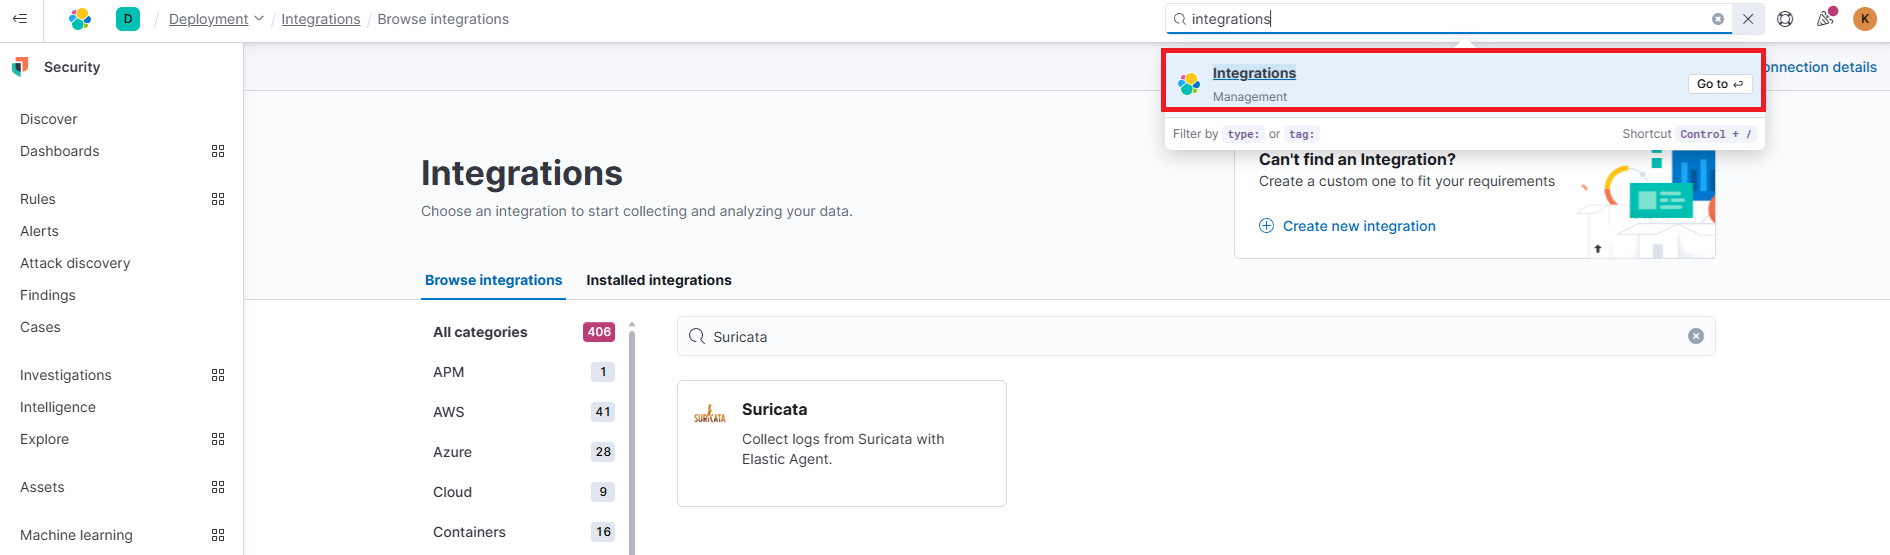 D / Deployment / Integrations / Browse integrations
integrations
K
Security
Integrations
Management
Go to
onnection details
Filter by type: or tag:
Shortcut Control + /
Discover
Dashboards
Rules
Alerts
Attack discovery
Findings
Cases
Investigations
Intelligence
Explore
Assets
Machine learning
Integrations
Choose an integration to start collecting and analyzing your data.
Can't find an Integration?
Create a custom one to fit your requirements
Create new integration
Browse integrations
Installed integrations
All categories 406
APM 1
AWS 41
Azure 28
Cloud 9
Containers 16
Suricata
SURICATA
Suricata
Collect logs from Suricata with
Elastic Agent.